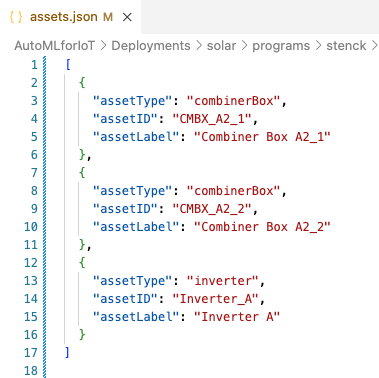 { } assets.json M ×
AutoMLforIoT > Deployments > solar > programs > stenck
1 [
2 {
3 "assetType": "combinerBox",
4 "assetID": "CMBX_A2_1",
5 "assetLabel": "Combiner Box A2_1"
6 },
7 {
8 "assetType": "combinerBox",
9 "assetID": "CMBX_A2_2",
10 "assetLabel": "Combiner Box A2_2"
11 },
12 {
13 "assetType": "inverter",
14 "assetID": "Inverter_A",
15 "assetLabel": "Inverter A"
16 }
17 ]
18